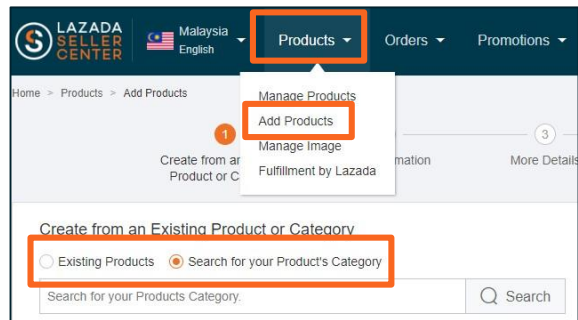 LAZADA
SELLER
CENTER
Malaysia
English
Products
Orders
Promotions
Home > Products > Add Products
Manage Products
Add Products
Manage Image
Fulfillment by Lazada
1
Create from an
Product or C
mation
3
More Details
Create from an Existing Product or Category
Existing Products
Search for your Product's Category
Search for your Products Category.
Search